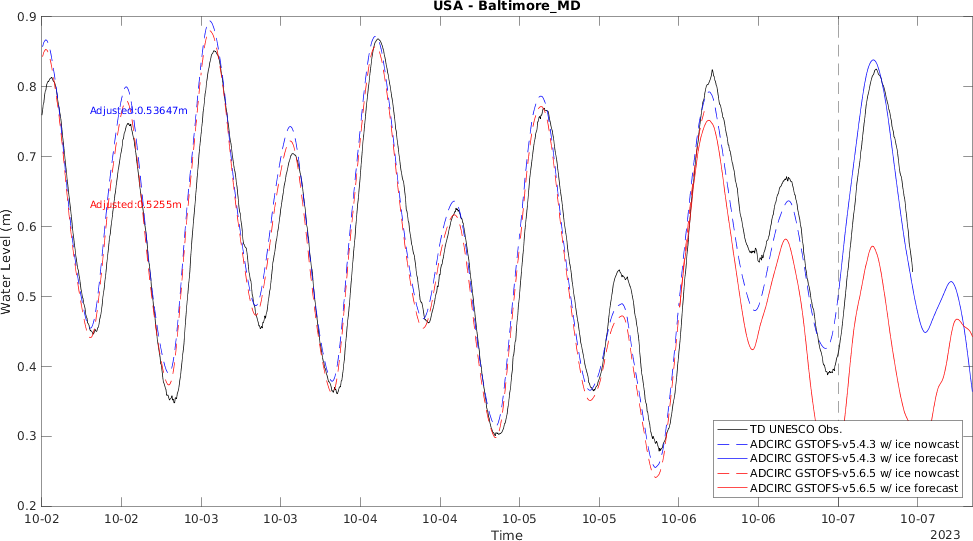 USA - Baltimore_MD
0.9
0.8
0.7
0.6
0.5
0.4
0.3
0.2
Water Level (m)
Adjusted:0.53647m
Adjusted:0.5255m
TD UNESCO Obs.
ADCIRC GSTOFS-v5.4.3 w/ ice nowcast
ADCIRC GSTOFS-v5.4.3 w/ ice forecast
ADCIRC GSTOFS-v5.6.5 w/ ice nowcast
ADCIRC GSTOFS-v5.6.5 w/ ice forecast
10-02 10-02 10-03 10-03 10-04 10-04 10-05 10-05 10-06 10-06 10-07 10-07
Time
2023